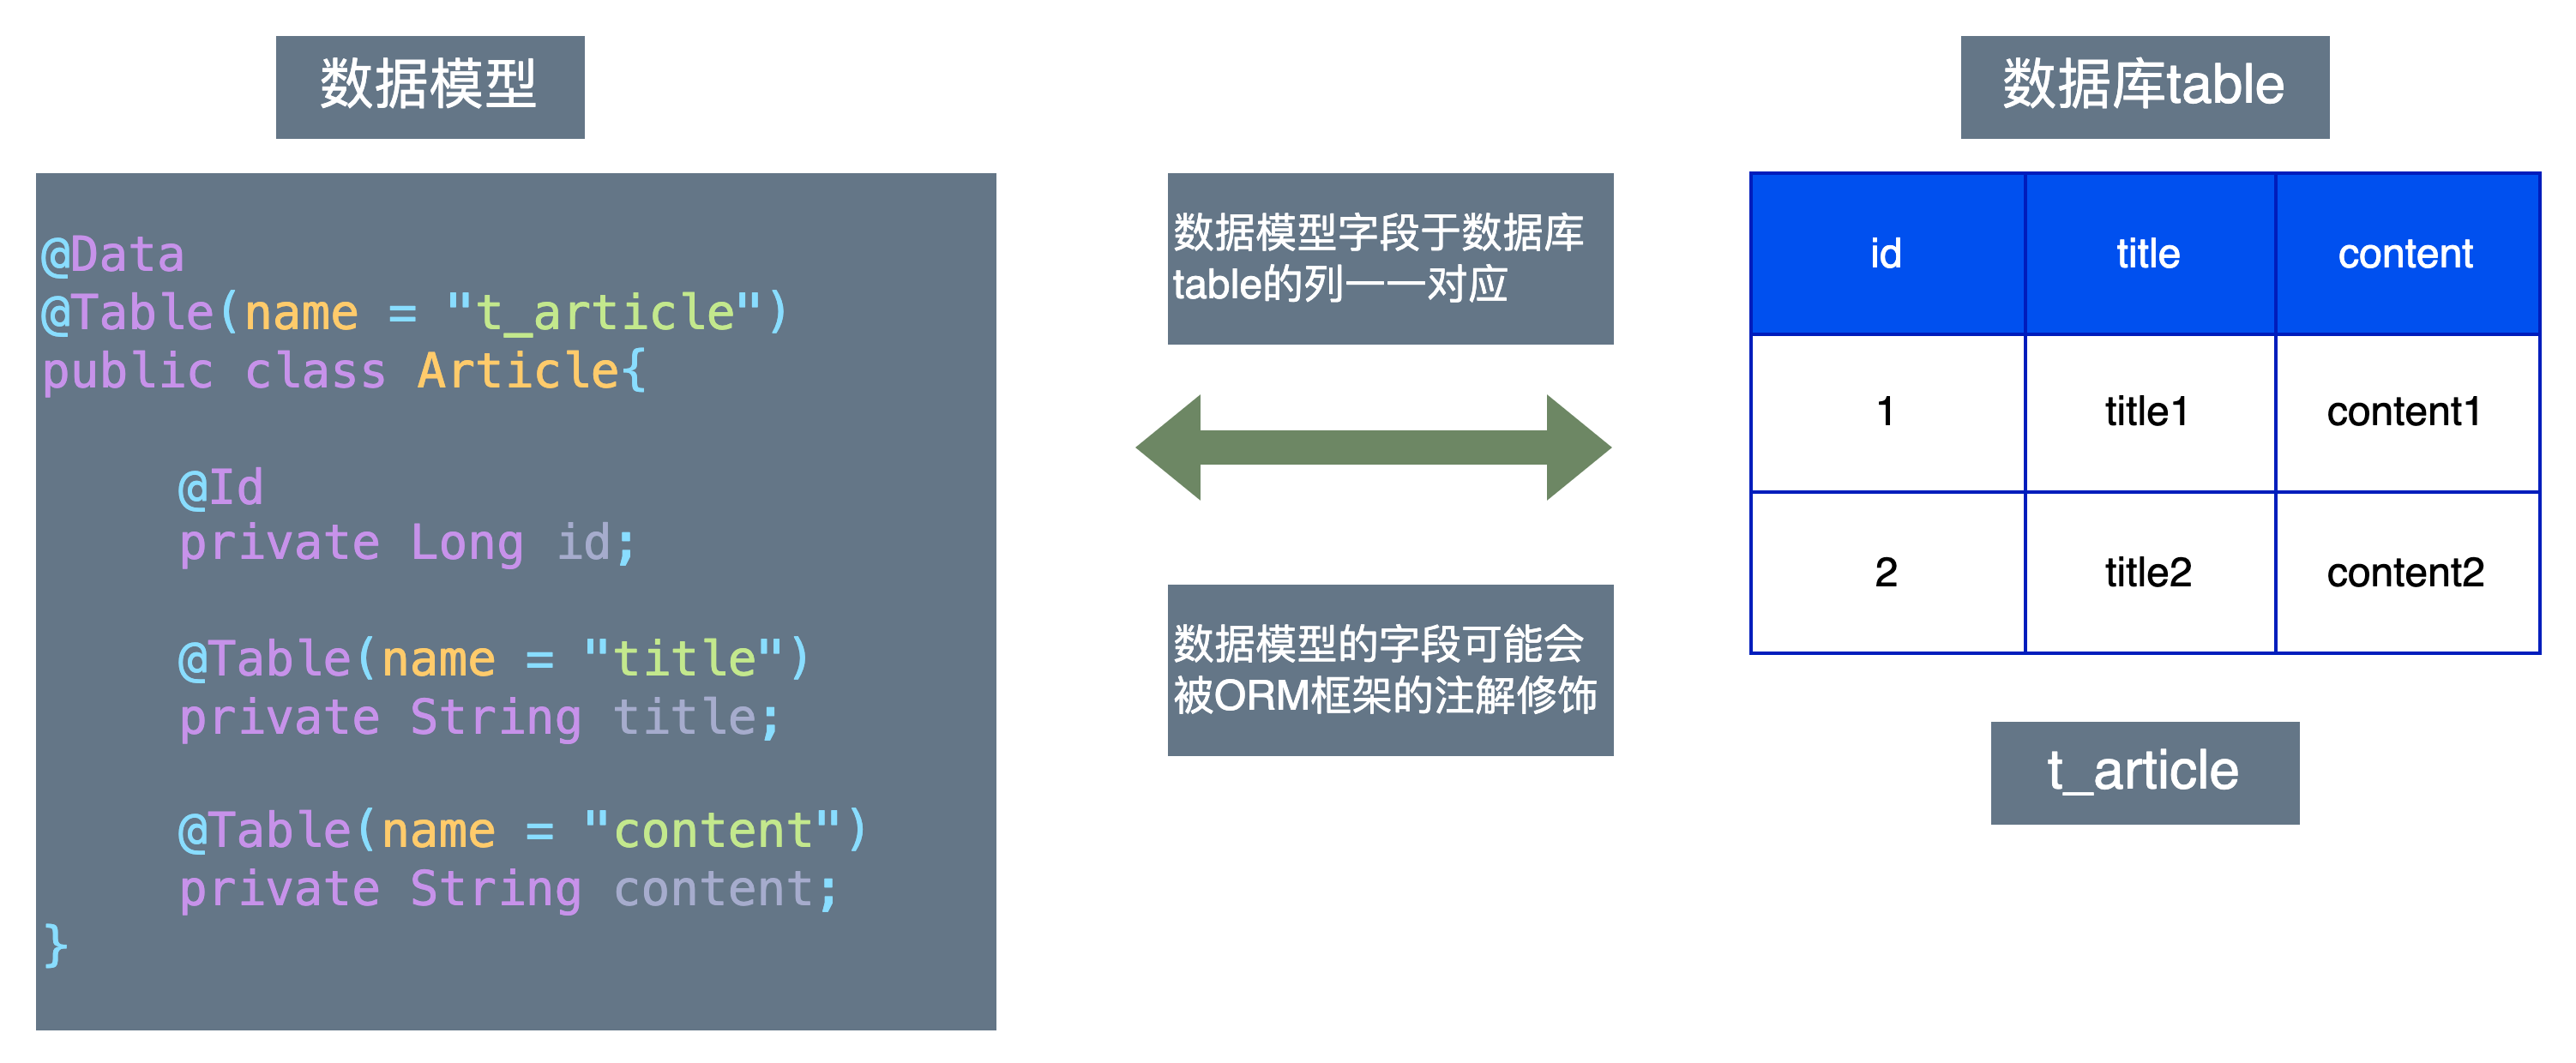 数据模型
@Data
@Table(name = "t_article")
public class Article{
@Id
private Long id;
@Table(name = "title")
private String title;
@Table(name = "content")
private String content;
}
数据模型字段于数据库
table的列一一对应
数据模型的字段可能会
被ORM框架的注解修饰
数据库table
id title content
1 title1 content1
2 title2 content2
t_article